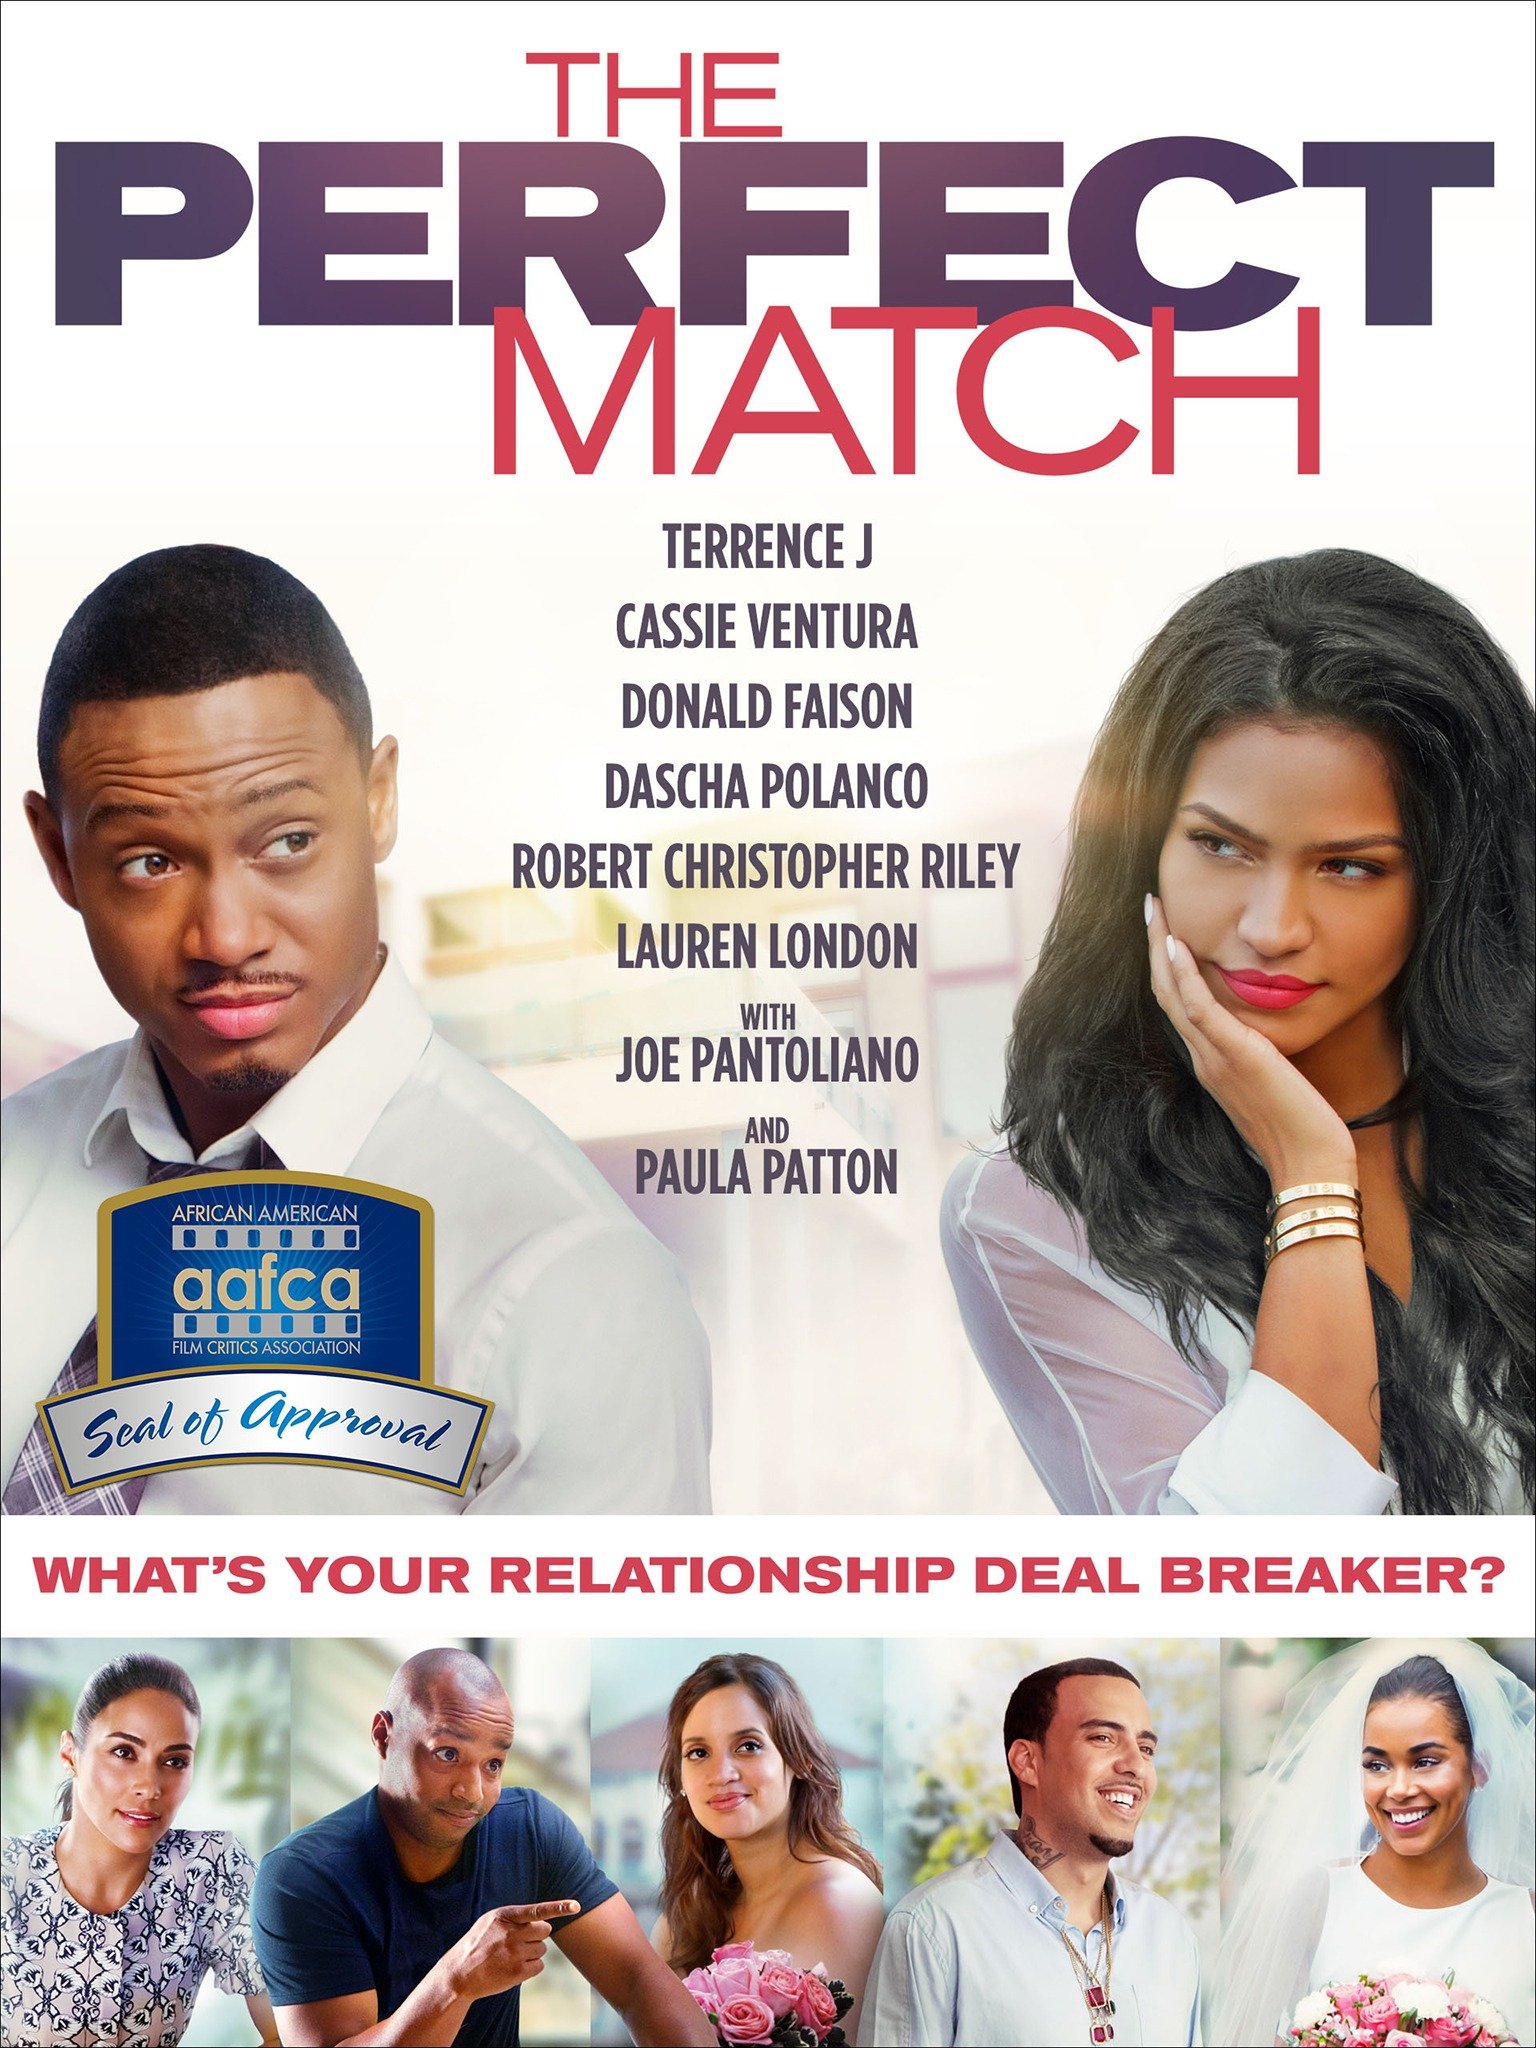 THE
PERFECT
MATCH
TERRENCE J
CASSIE VENTURA
DONALD FAISON
DASCHA POLANCO
ROBERT CHRISTOPHER RILEY
LAUREN LONDON
WITH
JOE PANTOLIANO
AND
PAULA PATTON
AFRICAN AMERICAN
aafca
FILM CRITICS ASSOCIATION
Seal of Approval
WHAT'S YOUR RELATIONSHIP DEAL BREAKER?